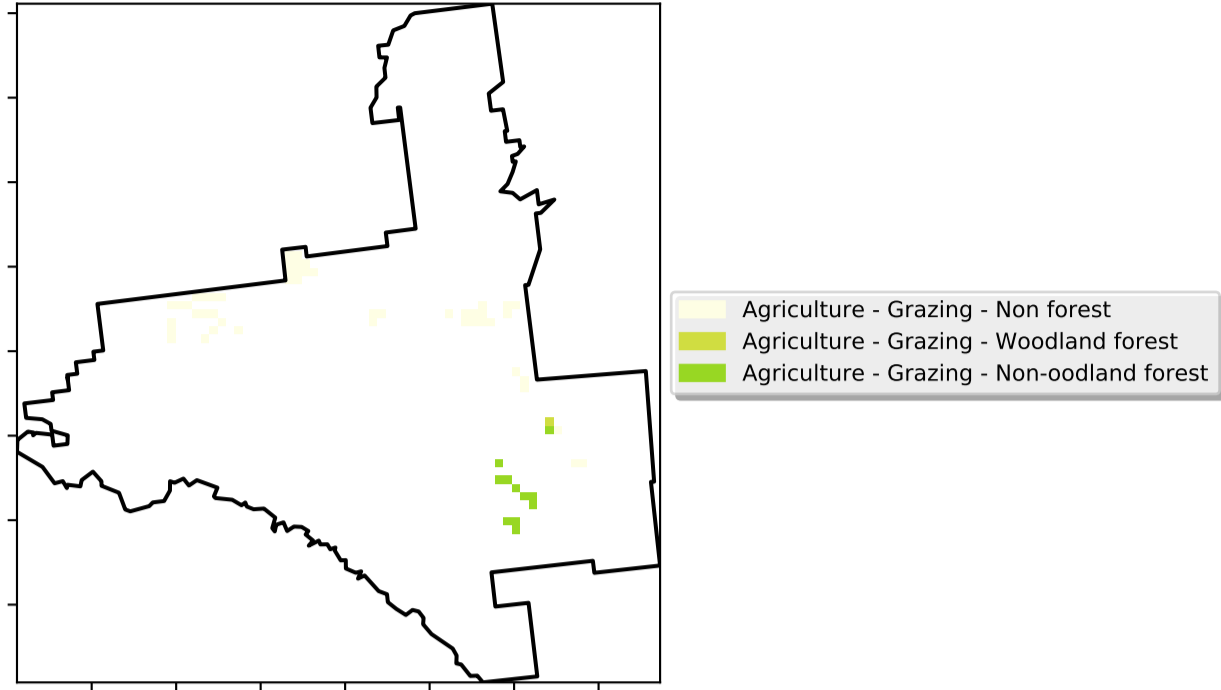 Agriculture - Grazing - Non forest
Agriculture - Grazing - Woodland forest
Agriculture - Grazing - Non-oodland forest